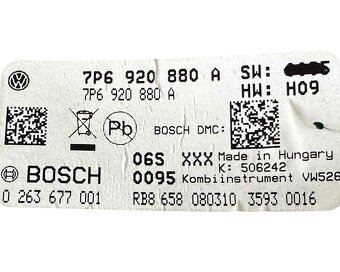 7P6 920 880 A SW:
7P6 920 880 A HW: H09
Pb BOSCH DMC:
BOSCH 06S XXX Made in Hungary
K: 506242
0095 Kombiinstrument VW526
0 263 677 001 RB8 658 080310 3593 0016